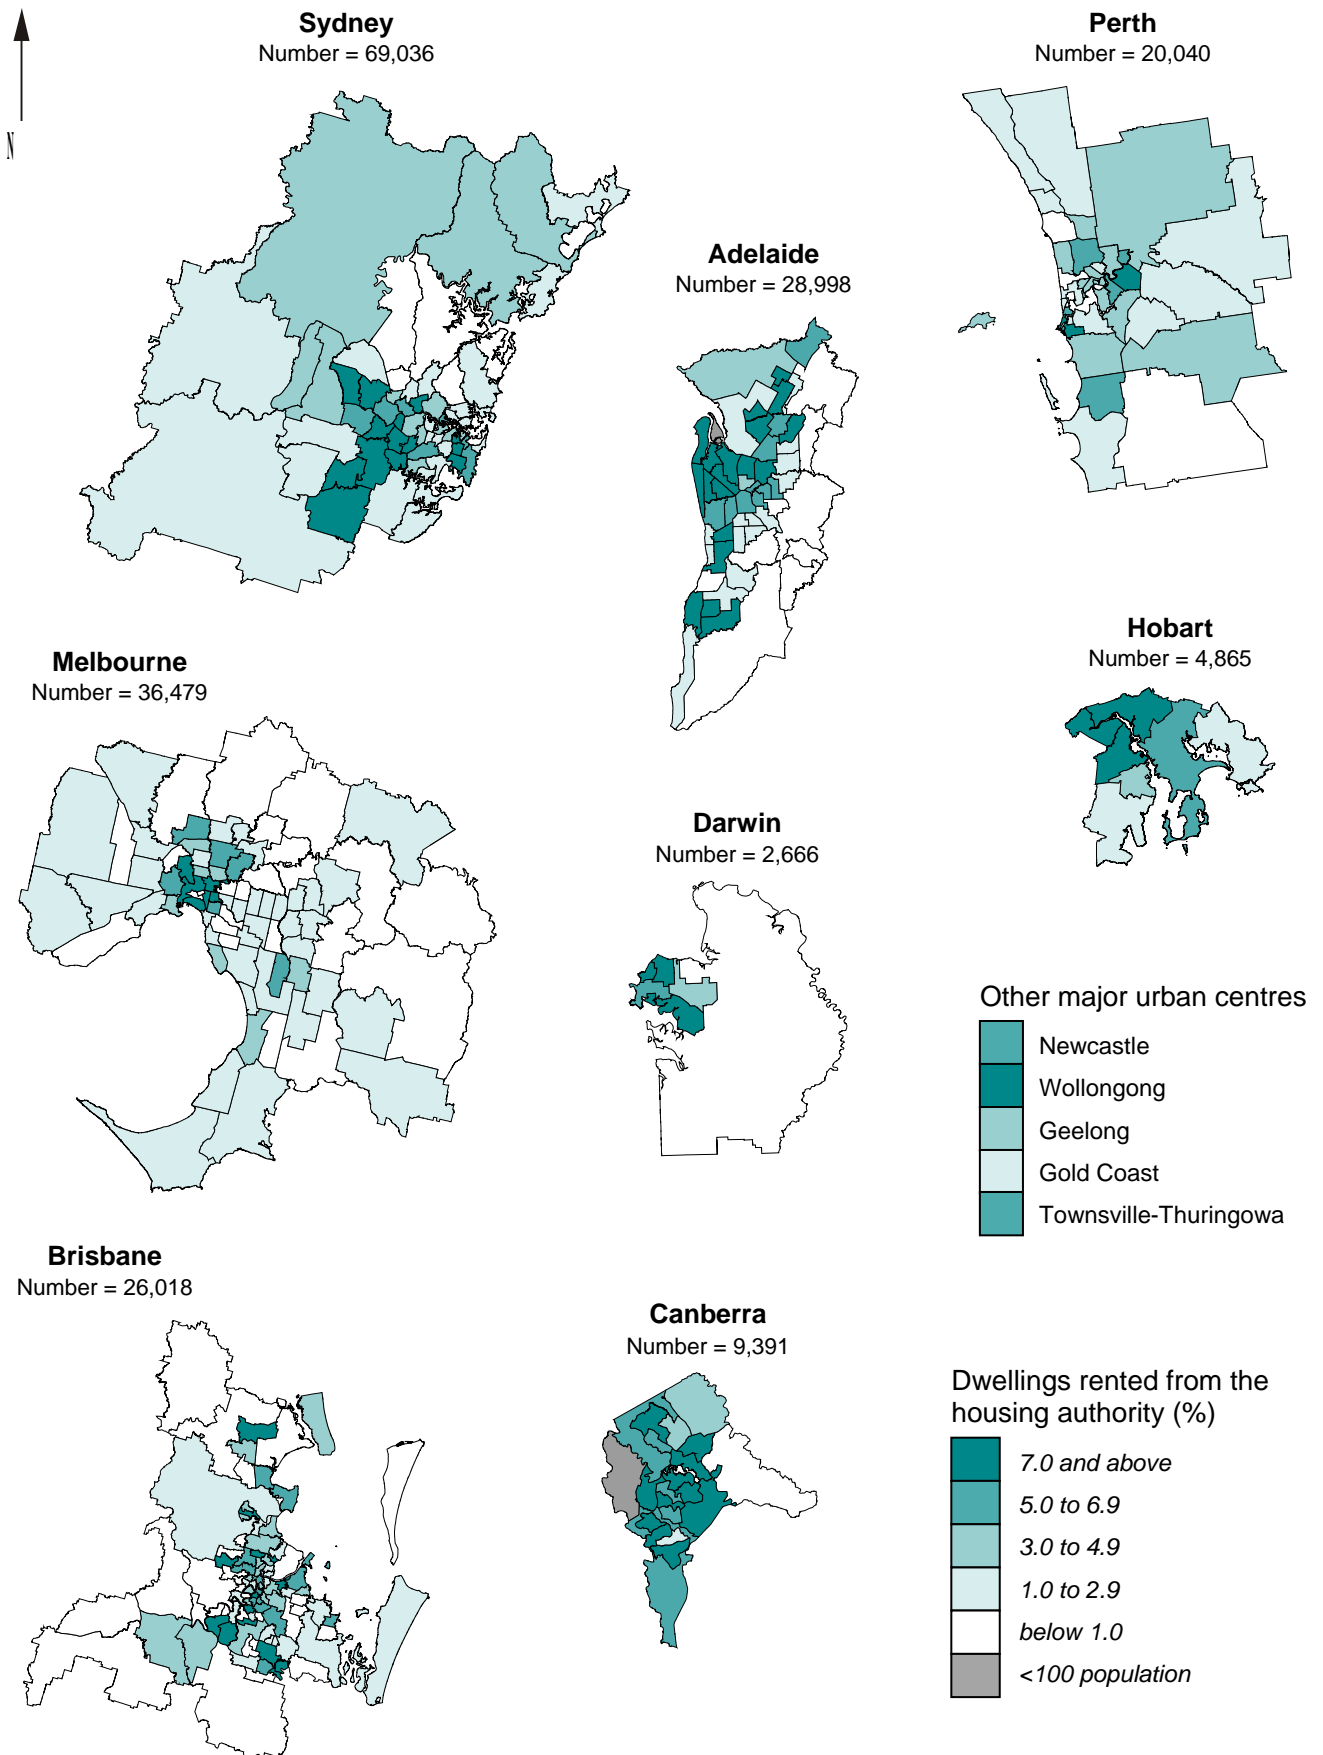 Sydney
Number = 69,036
Perth
Number = 20,040
N
Adelaide
Number = 28,998
Hobart
Number = 4,865
Melbourne
Number = 36,479
Darwin
Number = 2,666
Other major urban centres
Newcastle
Wollongong
Geelong
Gold Coast
Townsville-Thuringowa
Brisbane
Number = 26,018
Canberra
Number = 9,391
Dwellings rented from the
housing authority (%)
7.0 and above
5.0 to 6.9
3.0 to 4.9
1.0 to 2.9
below 1.0
<100 population